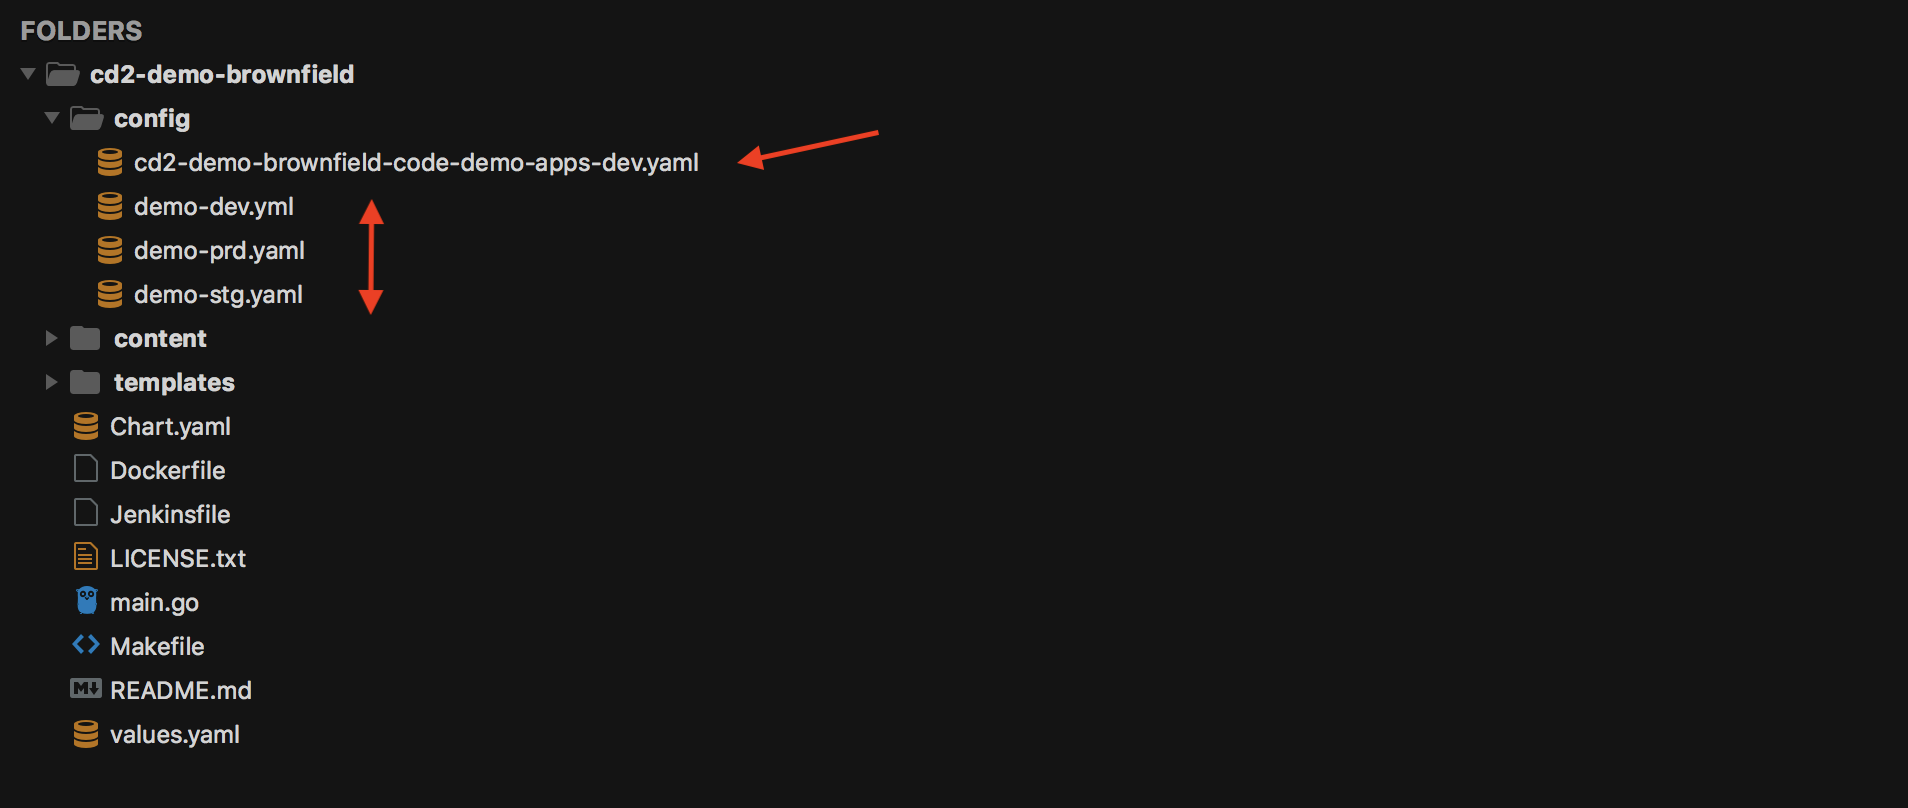 FOLDERS
cd2-demo-brownfield
config
cd2-demo-brownfield-code-demo-apps-dev.yaml
demo-dev.yml
demo-prd.yaml
demo-stg.yaml
content
templates
Chart.yaml
Dockerfile
Jenkinsfile
LICENSE.txt
main.go
Makefile
README.md
values.yaml